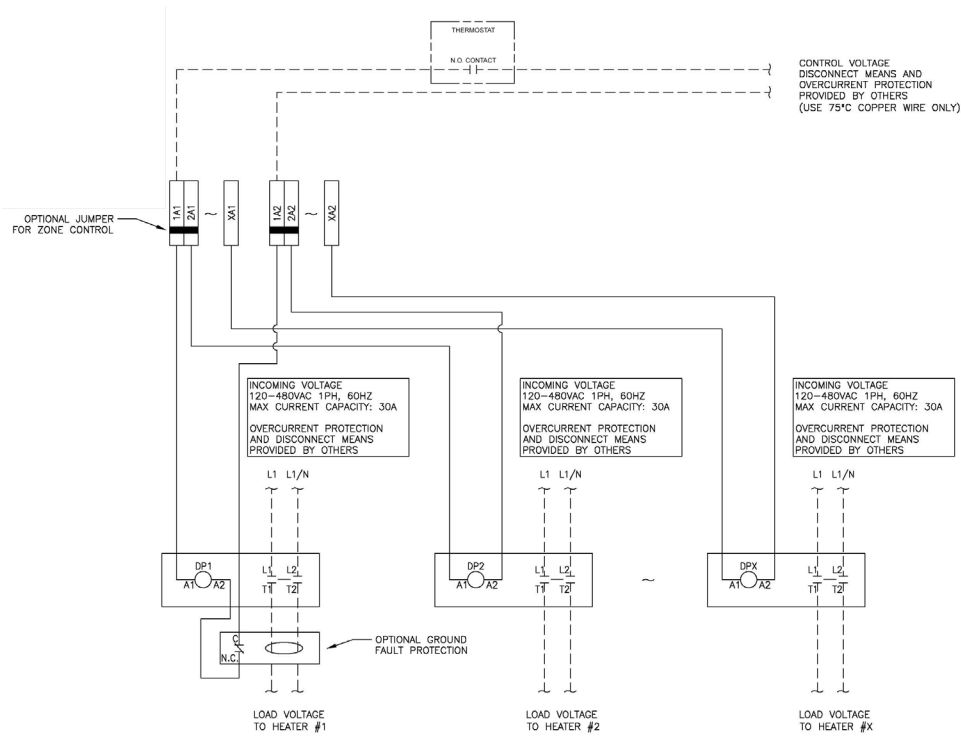 THERMOSTAT
N.O. CONTACT
CONTROL VOLTAGE
DISCONNECT MEANS AND
OVERCURRENT PROTECTION
PROVIDED BY OTHERS
(USE 75°C COPPER WIRE ONLY)
1A1 2A1 ~ XA1 1A2 2A2 ~ XA2
OPTIONAL JUMPER
FOR ZONE CONTROL
INCOMING VOLTAGE
120-480VAC 1PH, 60HZ
MAX CURRENT CAPACITY: 30A
OVERCURRENT PROTECTION
AND DISCONNECT MEANS
PROVIDED BY OTHERS
INCOMING VOLTAGE
120-480VAC 1PH, 60HZ
MAX CURRENT CAPACITY: 30A
OVERCURRENT PROTECTION
AND DISCONNECT MEANS
PROVIDED BY OTHERS
INCOMING VOLTAGE
120-480VAC 1PH, 60HZ
MAX CURRENT CAPACITY: 30A
OVERCURRENT PROTECTION
AND DISCONNECT MEANS
PROVIDED BY OTHERS
L1 L1/N
L1 L1/N
L1 L1/N
DP1 L1 L2
A1 A2 T1 T2
DP2 L1 L2
A1 A2 T1 T2
~
DPX L1 L2
A1 A2 T1 T2
C
N.C.
OPTIONAL GROUND
FAULT PROTECTION
LOAD VOLTAGE
TO HEATER #1
LOAD VOLTAGE
TO HEATER #2
LOAD VOLTAGE
TO HEATER #X